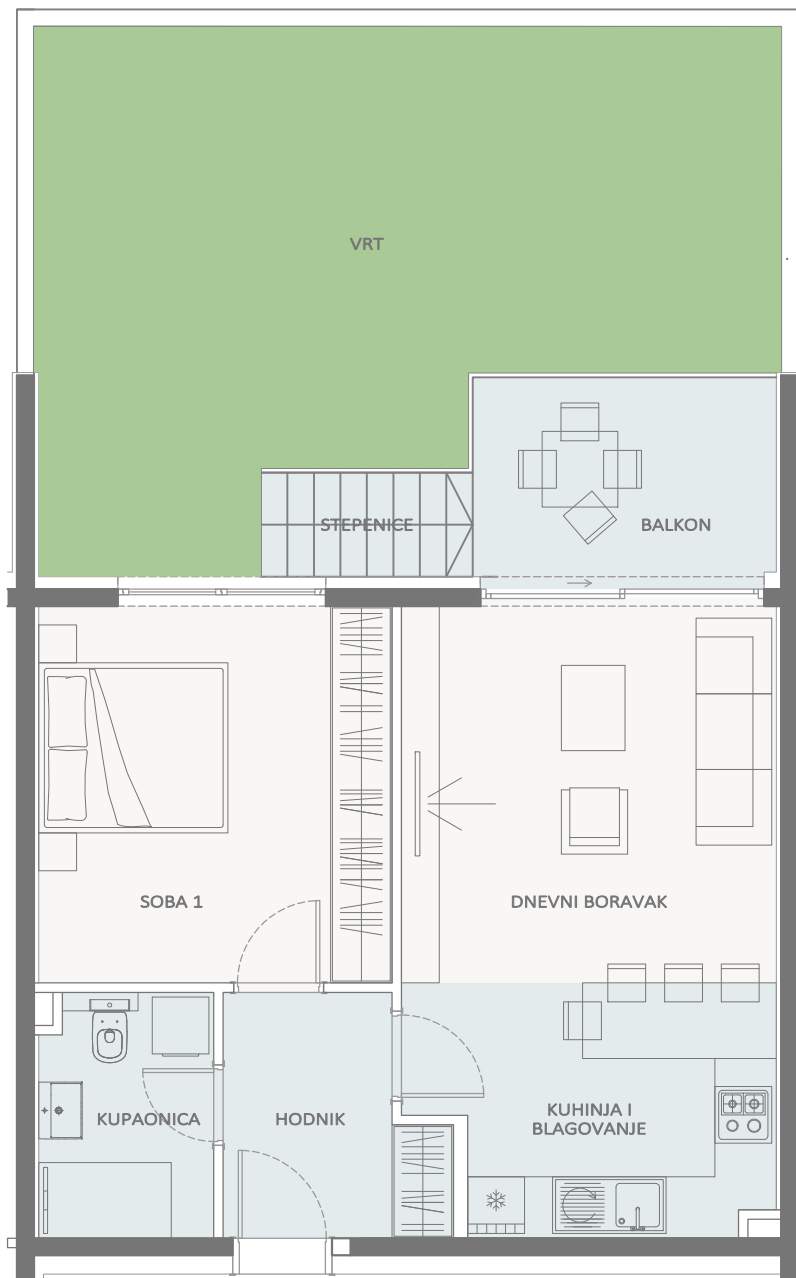 VRT
STEPENICE
BALKON
SOBA 1
DNEVNI BORAVAK
KUPAONICA
HODNIK
KUHINJA I
BLAGOVANJE